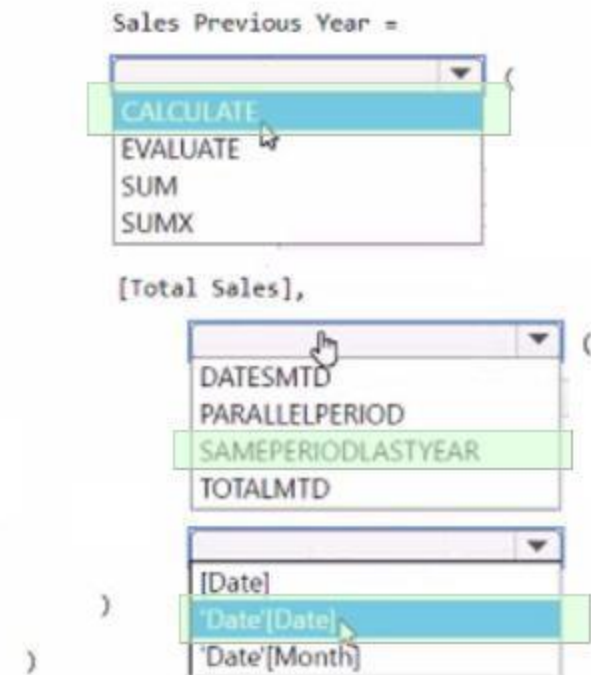 Sales Previous Year =
(
CALCULATE
EVALUATE
SUM
SUMX
[Total Sales],
(
DATESMTD
PARALLELPERIOD
SAMEPERIODLASTYEAR
TOTALMTD
[Date]
)
'Date'[Date]
'Date'[Month]
)